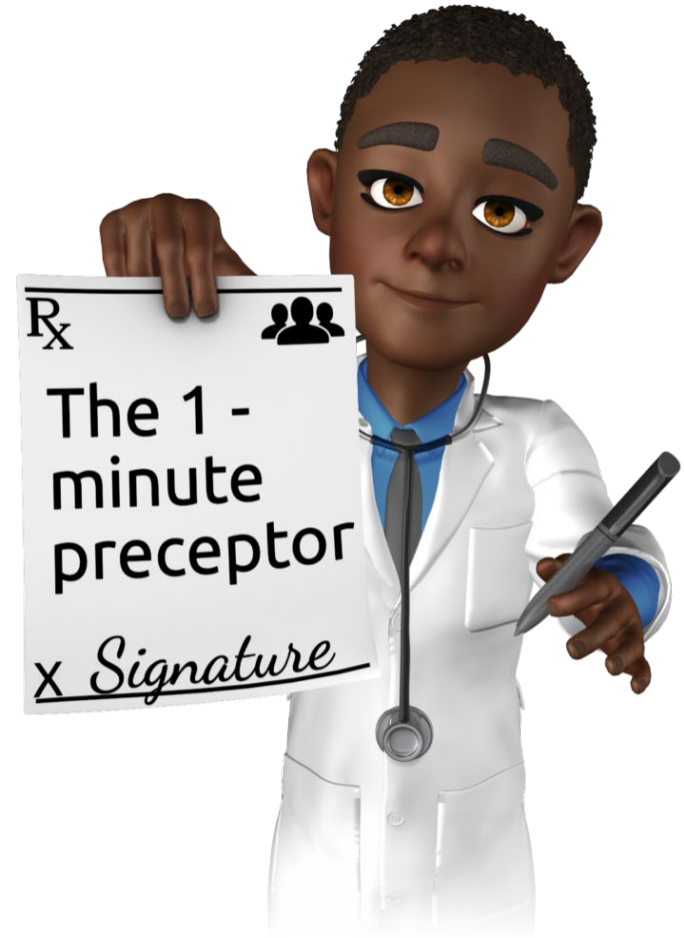 Rx
The 1 -
minute
preceptor
x Signature